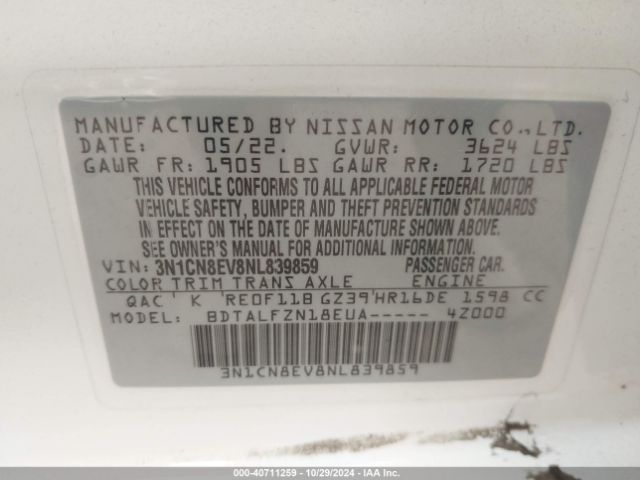 MANUFACTURED BY NISSAN MOTOR CO., LTD.
DATE: 05/22. GVWR: 3624 LBS
GAWR FR: 1905 LBS GAWR RR: 1720 LBS
THIS VEHICLE CONFORMS TO ALL APPLICABLE FEDERAL MOTOR
VEHICLE SAFETY, BUMPER AND THEFT PREVENTION STANDARDS
IN EFFECT ON THE DATE OF MANUFACTURE SHOWN ABOVE.
SEE OWNER'S MANUAL FOR ADDITIONAL INFORMATION.
VIN: 3N1CN8EV8NL839859 PASSENGER CAR.
COLOR TRIM TRANS AXLE ENGINE
QAC ' K 'RE0F11B GZ39'HR16DE 1598 CC
MODEL: BDTALFZN18EUA----- 4Z000
3N1CN8EV8NL839859
000-40711259 - 10/29/2024 - IAA Inc.